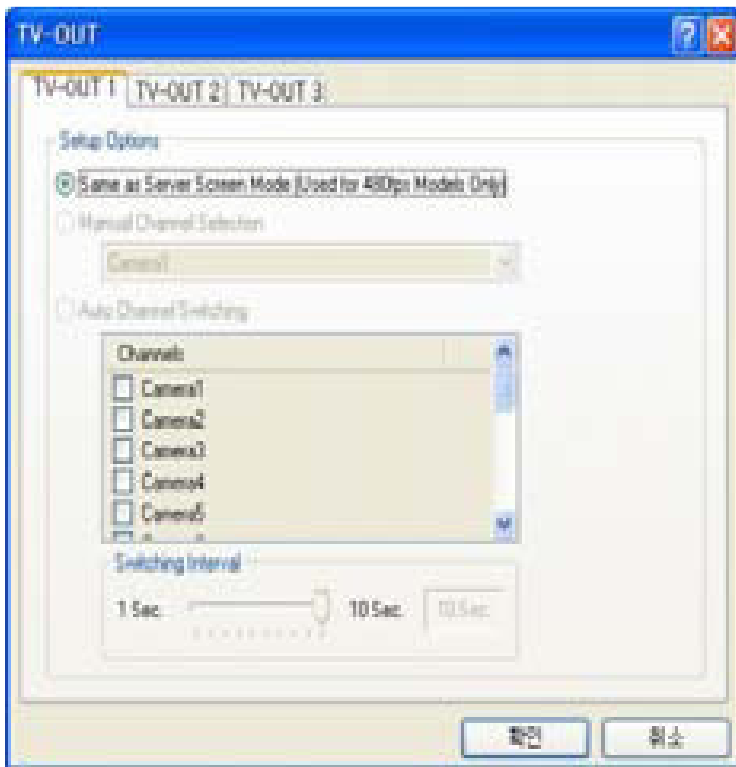 TV-OUT
TV-OUT 1 TV-OUT 2 TV-OUT 3
Setup Options
Same as Server Screen Mode (Used for 480fps Models Only)
Manual Channel Selection
Camera1
Auto Channel Switching
Channels
Camera1
Camera2
Camera3
Camera4
Camera5
Switching Interval
1 Sec 10 Sec 10 Sec
확인 취소